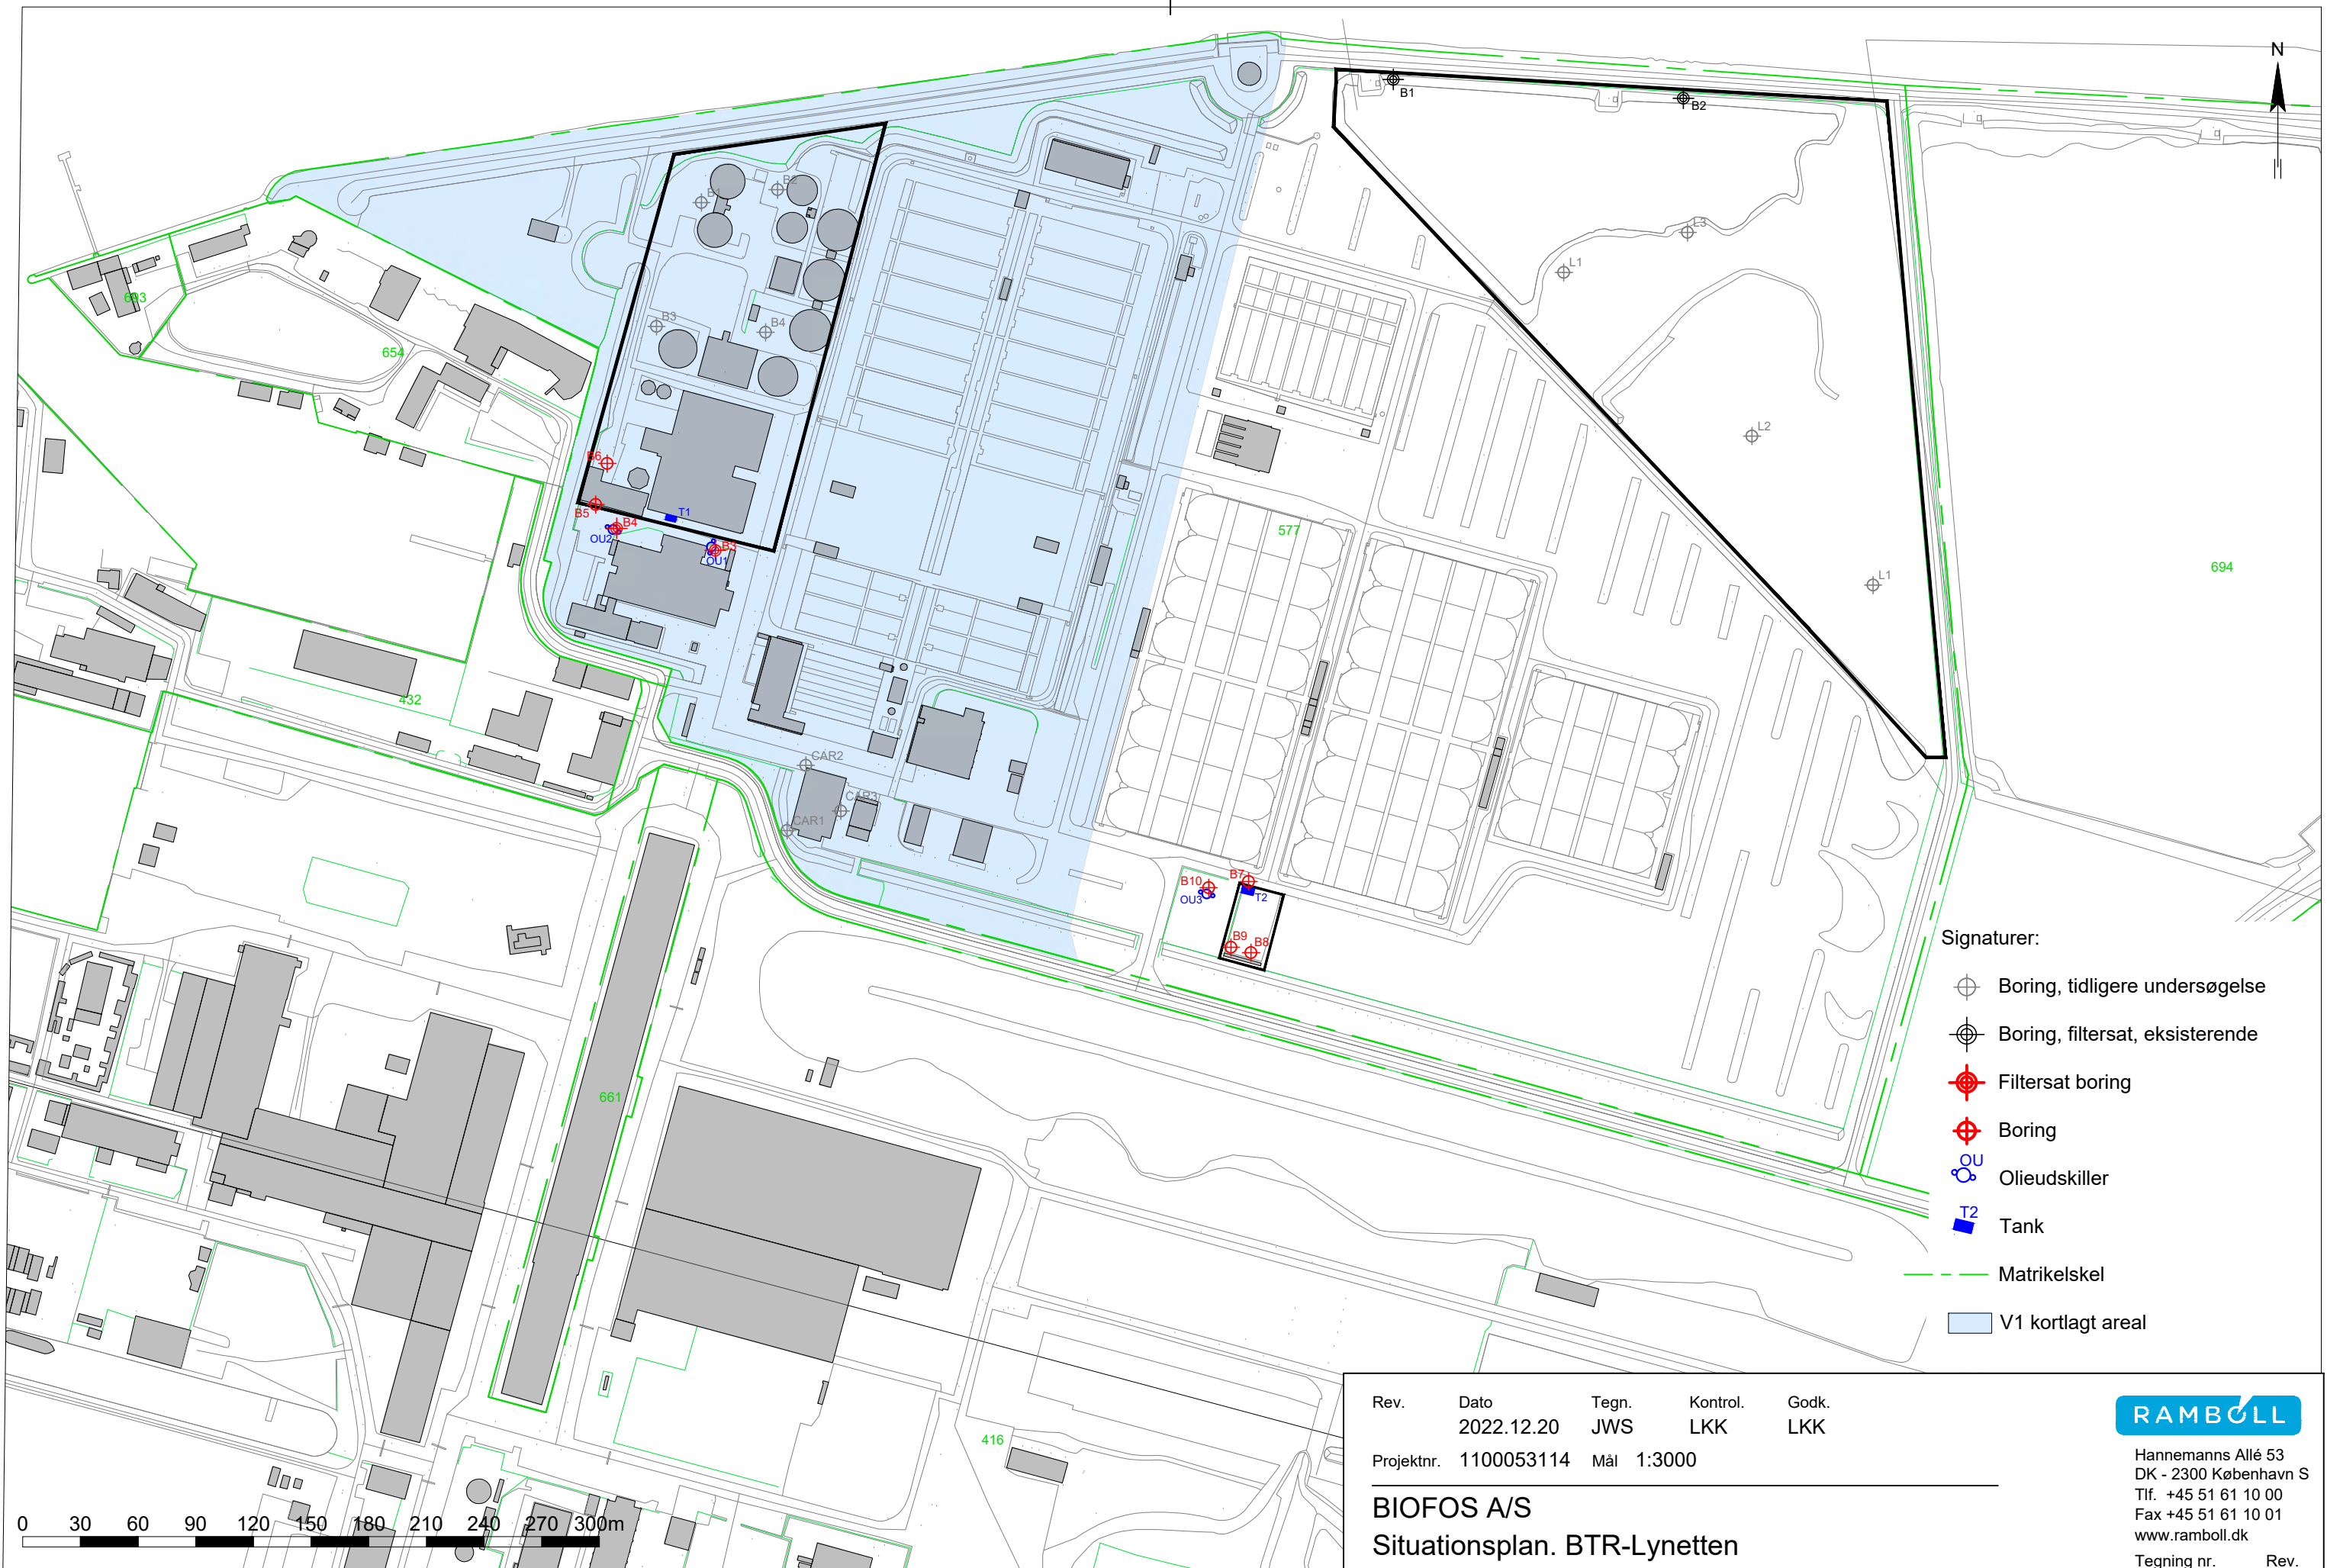 N
B1
B2
B1
B2
L3
L1
693
B3
B4
654
L2
B6
B5
T1
B4
OU2
B3
OU1
577
694
L1
432
CAR2
CAR3
CAR1
B7
B10
T2
OU3
B9
B8
661
416
Signaturer:
Boring, tidligere undersøgelse
Boring, filtersat, eksisterende
Filtersat boring
Boring
OU
Olieudskiller
T2
Tank
Matrikelskel
V1 kortlagt areal
Rev. Dato Tegn. Kontrol. Godk.
2022.12.20 JWS LKK LKK
Projektnr. 1100053114 Mål 1:3000
BIOFOS A/S
Situationsplan. BTR-Lynetten
RAMBOLL
Hannemanns Allé 53
DK - 2300 København S
Tlf. +45 51 61 10 00
Fax +45 51 61 10 01
www.ramboll.dk
Tegning nr. Rev.
0 30 60 90 120 150 180 210 240 270 300m